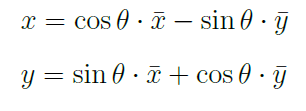 x = cos θ · x̄ − sin θ · ȳ
y = sin θ · x̄ + cos θ · ȳ